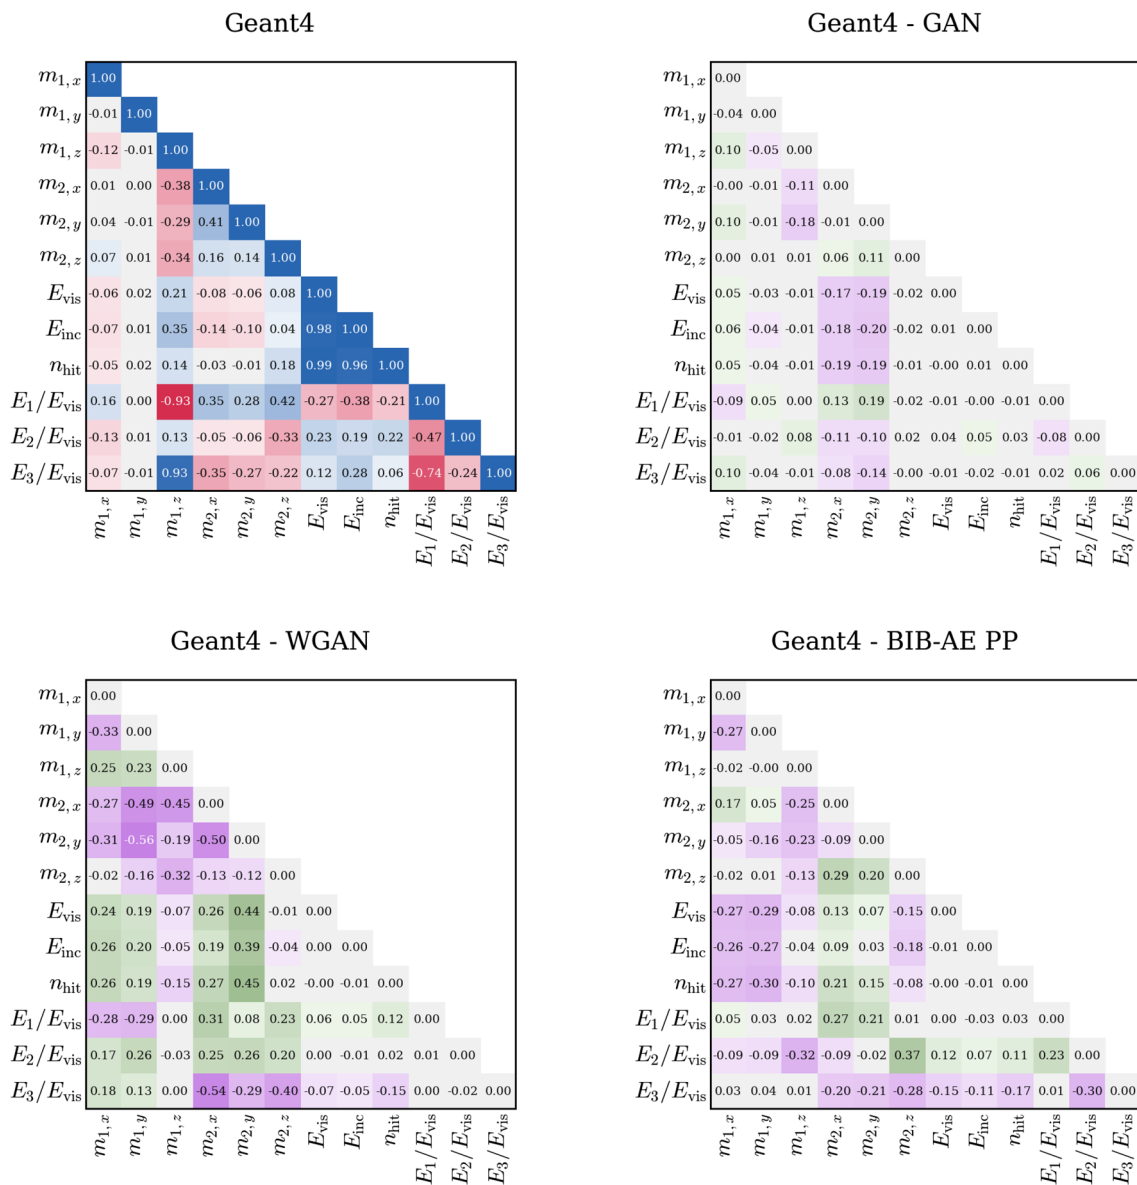 Geant4
m1,x 1.00
m1,y -0.01 1.00
m1,z -0.12 -0.01 1.00
m2,x 0.01 0.00 -0.38 1.00
m2,y 0.04 -0.01 -0.29 0.41 1.00
m2,z 0.07 0.01 -0.34 0.16 0.14 1.00
Evis -0.06 0.02 0.21 -0.08 -0.06 0.08 1.00
Einc -0.07 0.01 0.35 -0.14 -0.10 0.04 0.98 1.00
nhit -0.05 0.02 0.14 -0.03 -0.01 0.18 0.99 0.96 1.00
E1/Evis 0.16 0.00 -0.93 0.35 0.28 0.42 -0.27 -0.38 -0.21 1.00
E2/Evis -0.13 0.01 0.13 -0.05 -0.06 -0.33 0.23 0.19 0.22 -0.47 1.00
E3/Evis -0.07 -0.01 0.93 -0.35 -0.27 -0.22 0.12 0.28 0.06 -0.74 -0.24 1.00
m1,x m1,y m1,z m2,x m2,y m2,z Evis Einc nhit E1/Evis E2/Evis E3/Evis
Geant4 - GAN
m1,x 0.00
m1,y -0.04 0.00
m1,z 0.10 -0.05 0.00
m2,x -0.00 -0.01 -0.11 0.00
m2,y 0.10 -0.01 -0.18 -0.01 0.00
m2,z 0.00 0.01 0.01 0.06 0.11 0.00
Evis 0.05 -0.03 -0.01 -0.17 -0.19 -0.02 0.00
Einc 0.06 -0.04 -0.01 -0.18 -0.20 -0.02 0.01 0.00
nhit 0.05 -0.04 -0.01 -0.19 -0.19 -0.01 -0.00 0.01 0.00
E1/Evis -0.09 0.05 0.00 0.13 0.19 -0.02 -0.01 -0.00 -0.01 0.00
E2/Evis -0.01 -0.02 0.08 -0.11 -0.10 0.02 0.04 0.05 0.03 -0.08 0.00
E3/Evis 0.10 -0.04 -0.01 -0.08 -0.14 -0.00 -0.01 -0.02 -0.01 0.02 0.06 0.00
m1,x m1,y m1,z m2,x m2,y m2,z Evis Einc nhit E1/Evis E2/Evis E3/Evis
Geant4 - WGAN
m1,x 0.00
m1,y -0.33 0.00
m1,z 0.25 0.23 0.00
m2,x -0.27 -0.49 -0.45 0.00
m2,y -0.31 -0.56 -0.19 -0.50 0.00
m2,z -0.02 -0.16 -0.32 -0.13 -0.12 0.00
Evis 0.24 0.19 -0.07 0.26 0.44 -0.01 0.00
Einc 0.26 0.20 -0.05 0.19 0.39 -0.04 0.00 0.00
nhit 0.26 0.19 -0.15 0.27 0.45 0.02 -0.00 -0.01 0.00
E1/Evis -0.28 -0.29 0.00 0.31 0.08 0.23 0.06 0.05 0.12 0.00
E2/Evis 0.17 0.26 -0.03 0.25 0.26 0.20 0.00 -0.01 0.02 0.01 0.00
E3/Evis 0.18 0.13 0.00 -0.54 -0.29 -0.40 -0.07 -0.05 -0.15 0.00 -0.02 0.00
m1,x m1,y m1,z m2,x m2,y m2,z Evis Einc nhit E1/Evis E2/Evis E3/Evis
Geant4 - BIB-AE PP
m1,x 0.00
m1,y -0.27 0.00
m1,z -0.02 -0.00 0.00
m2,x 0.17 0.05 -0.25 0.00
m2,y -0.05 -0.16 -0.23 -0.09 0.00
m2,z -0.02 0.01 -0.13 0.29 0.20 0.00
Evis -0.27 -0.29 -0.08 0.13 0.07 -0.15 0.00
Einc -0.26 -0.27 -0.04 0.09 0.03 -0.18 -0.01 0.00
nhit -0.27 -0.30 -0.10 0.21 0.15 -0.08 -0.00 -0.01 0.00
E1/Evis 0.05 0.03 0.02 0.27 0.21 0.01 0.00 -0.03 0.03 0.00
E2/Evis -0.09 -0.09 -0.32 -0.09 -0.02 0.37 0.12 0.07 0.11 0.23 0.00
E3/Evis 0.03 0.04 0.01 -0.20 -0.21 -0.28 -0.15 -0.11 -0.17 0.01 -0.30 0.00
m1,x m1,y m1,z m2,x m2,y m2,z Evis Einc nhit E1/Evis E2/Evis E3/Evis